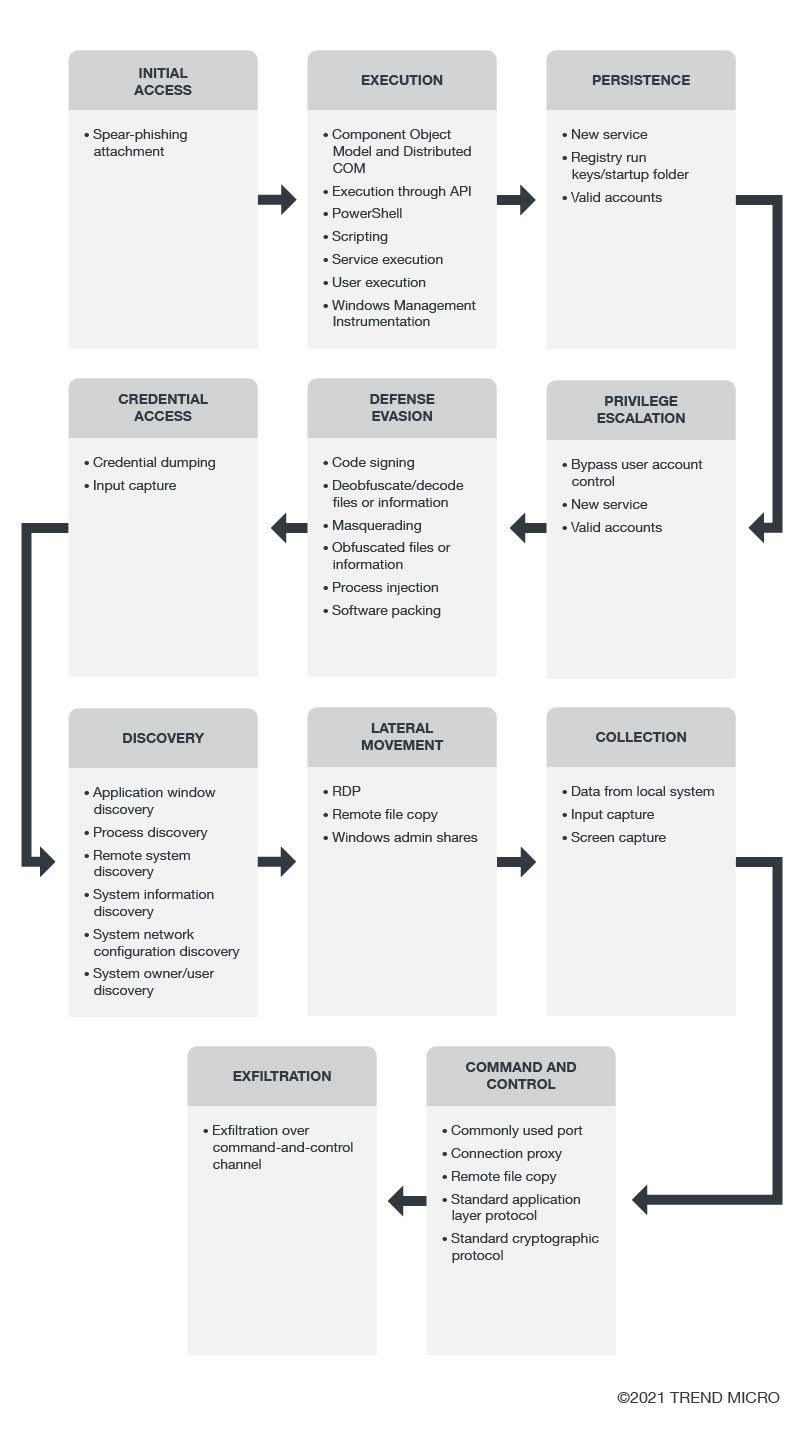 INITIAL
ACCESS
• Spear-phishing
attachment
EXECUTION
• Component Object
Model and Distributed
COM
• Execution through API
• PowerShell
• Scripting
• Service execution
• User execution
• Windows Management
Instrumentation
PERSISTENCE
• New service
• Registry run
keys/startup folder
• Valid accounts
PRIVILEGE
ESCALATION
• Bypass user account
control
• New service
• Valid accounts
DEFENSE
EVASION
• Code signing
• Deobfuscate/decode
files or information
• Masquerading
• Obfuscated files or
information
• Process injection
• Software packing
CREDENTIAL
ACCESS
• Credential dumping
• Input capture
DISCOVERY
• Application window
discovery
• Process discovery
• Remote system
discovery
• System information
discovery
• System network
configuration discovery
• System owner/user
discovery
LATERAL
MOVEMENT
• RDP
• Remote file copy
• Windows admin shares
COLLECTION
• Data from local system
• Input capture
• Screen capture
COMMAND AND
CONTROL
• Commonly used port
• Connection proxy
• Remote file copy
• Standard application
layer protocol
• Standard cryptographic
protocol
EXFILTRATION
• Exfiltration over
command-and-control
channel
©2021 TREND MICRO